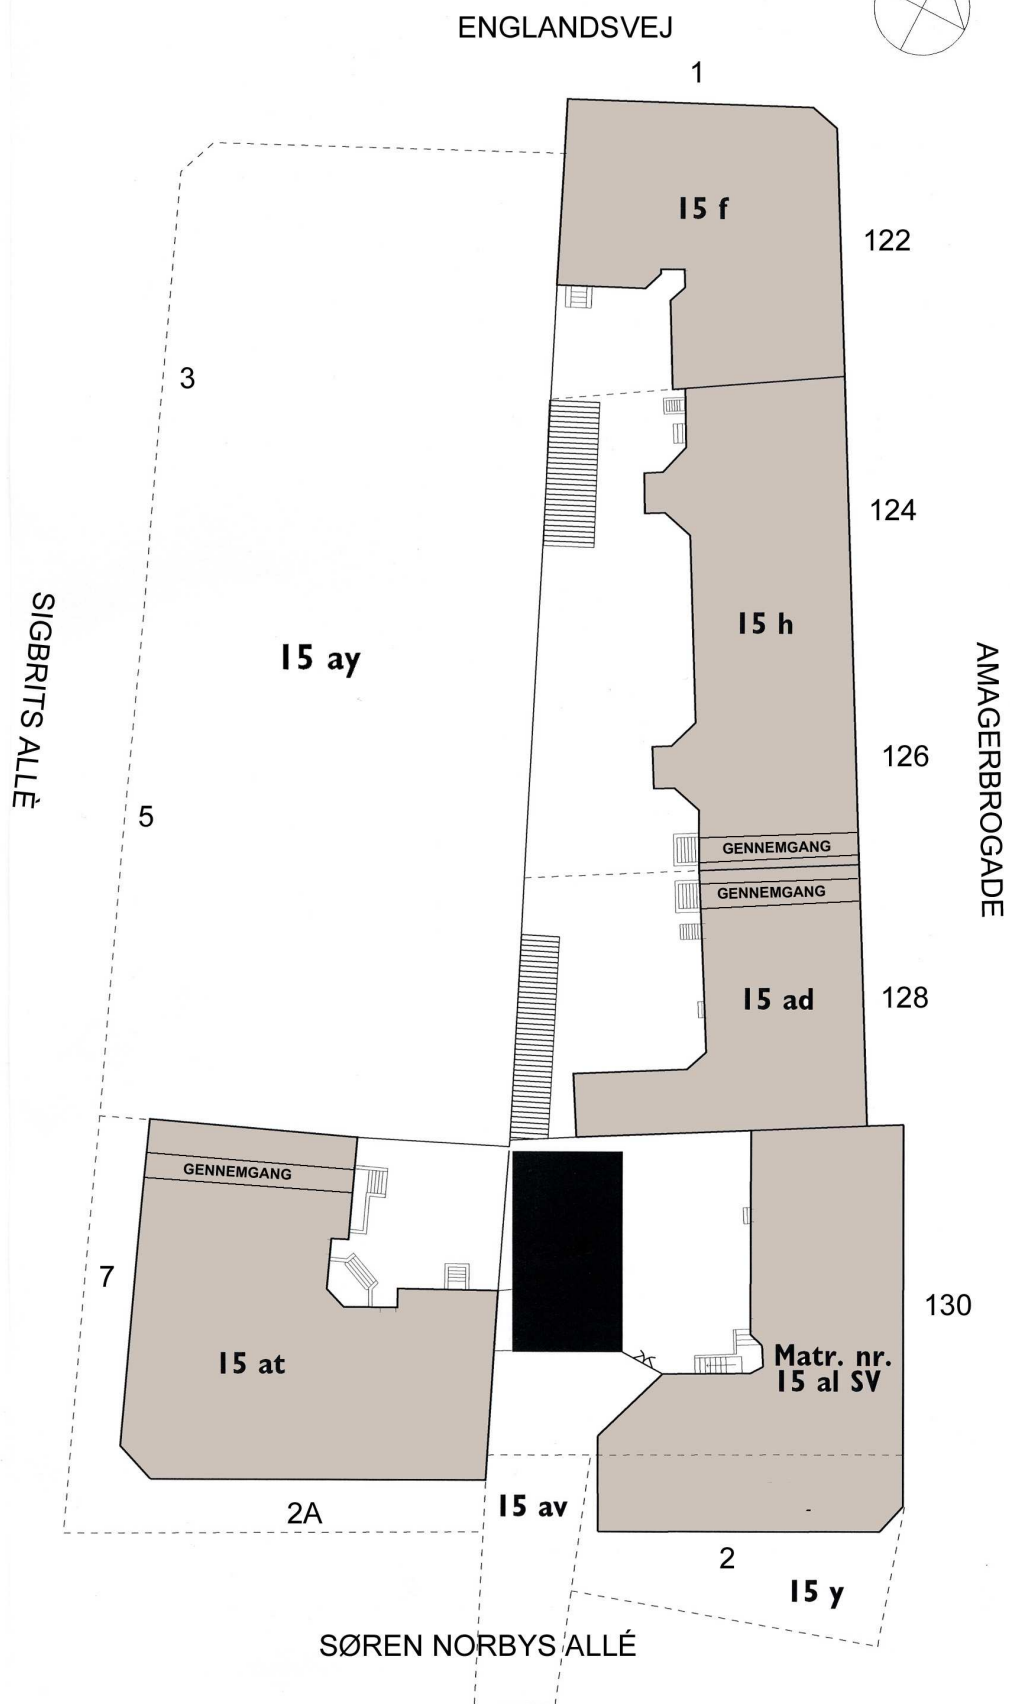 ENGLANDSVEJ
1
15 f
122
3
124
15 h
SIGBRITS ALLÈ
15 ay
AMAGERBROGADE
126
5
GENNEMGANG
GENNEMGANG
15 ad
128
GENNEMGANG
7
130
15 at
Matr. nr.
15 al SV
2A
15 av
2
15 y
SØREN NORBYS ALLÉ